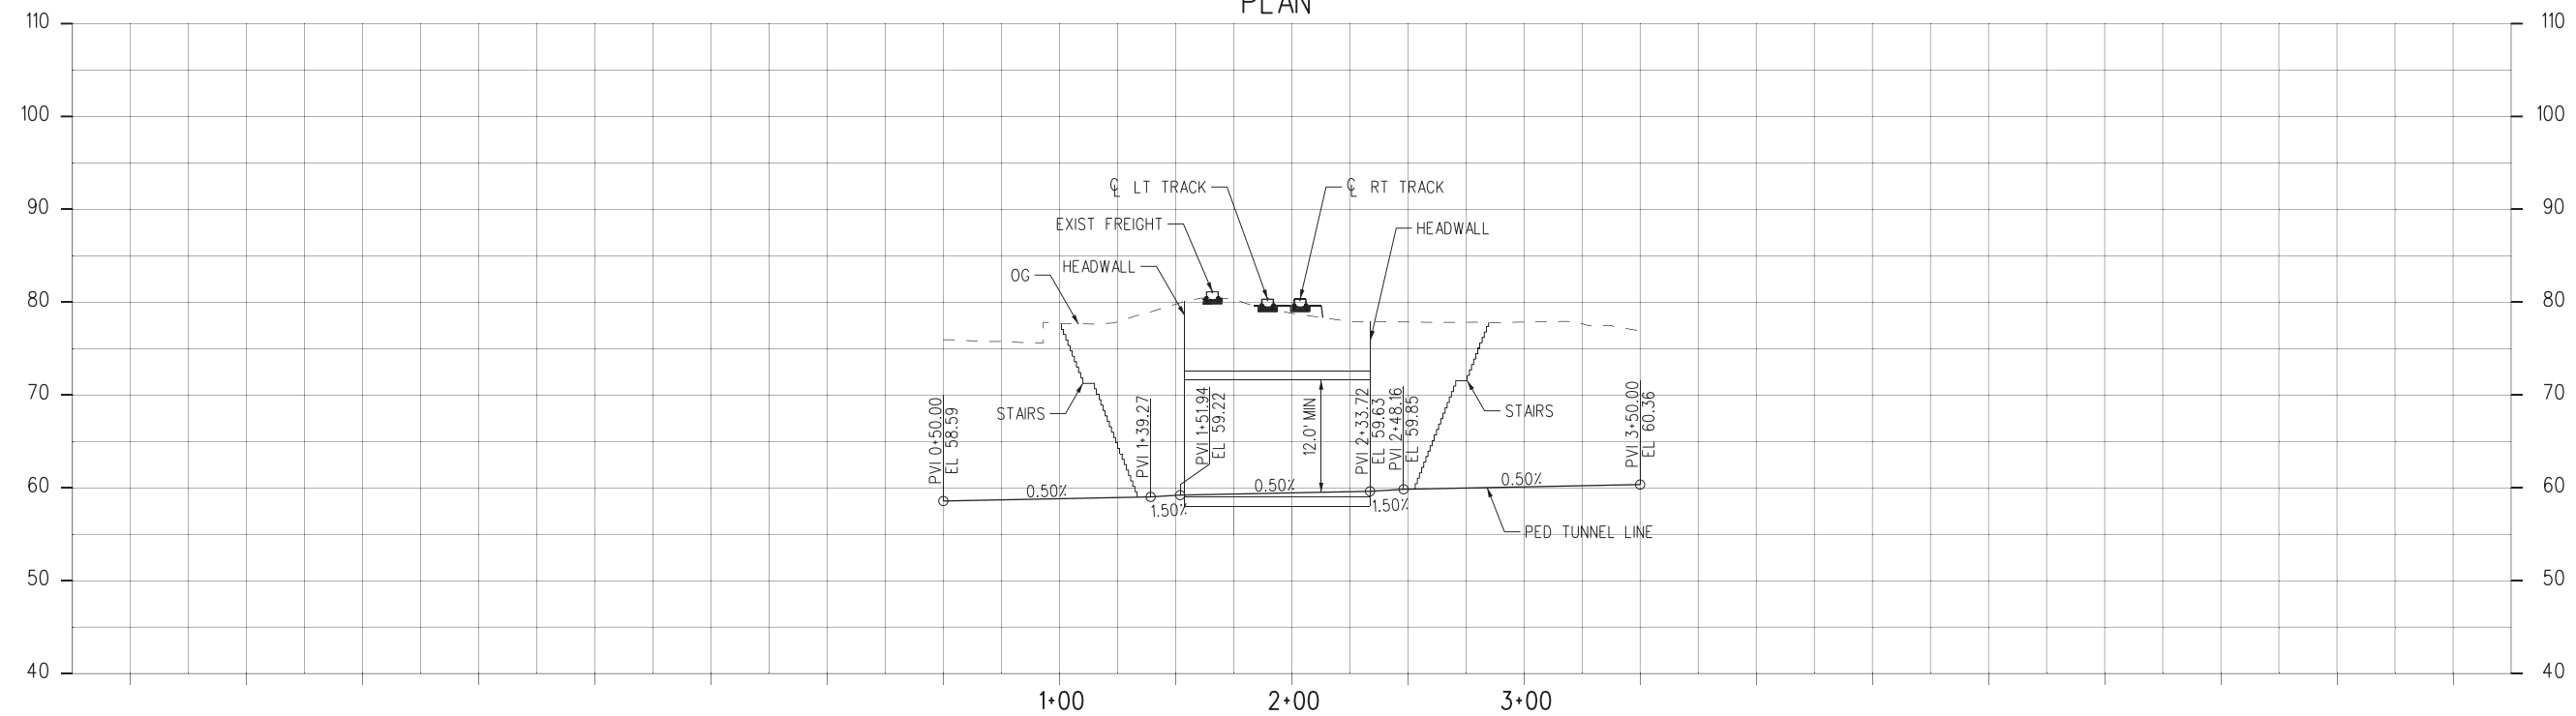 PLAN
110 110
100 100
90 90
80 80
70 70
60 60
50 50
40 40
℄ LT TRACK
℄ RT TRACK
EXIST FREIGHT
HEADWALL
HEADWALL
OG
STAIRS
STAIRS
PVI 0+50.00
EL 58.59
PVI 1+39.27
PVI 1+51.94
EL 59.22
12.0' MIN
PVI 2+33.72
EL 59.63
PVI 2+48.16
EL 59.85
PVI 3+50.00
EL 60.36
0.50%
1.50%
0.50%
1.50%
0.50%
PED TUNNEL LINE
1+00 2+00 3+00